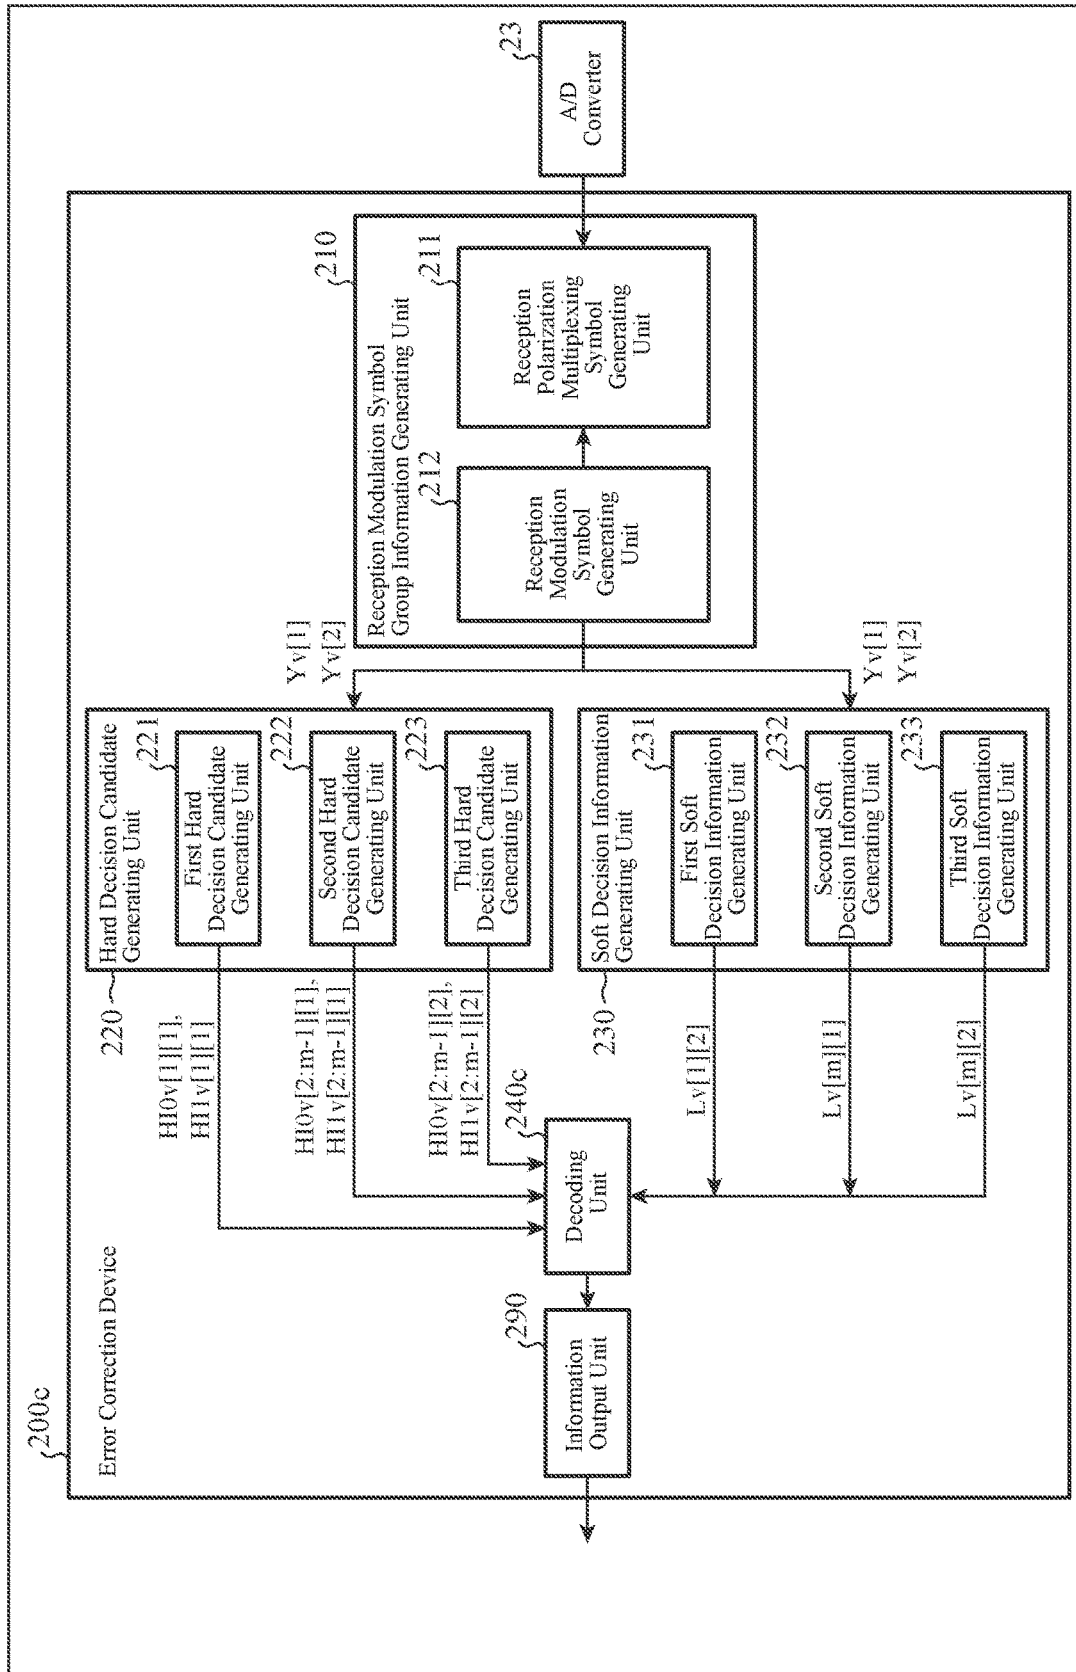 200c
Error Correction Device
220
Hard Decision Candidate
Generating Unit
221
First Hard
Decision Candidate
Generating Unit
222
Second Hard
Decision Candidate
Generating Unit
223
Third Hard
Decision Candidate
Generating Unit
HI0v[1][1],
HI1v[1][1]
HI0v[2:m-1][1],
HI1v[2:m-1][1]
HI0v[2:m-1][2],
HI1v[2:m-1][2]
Yv[1]
Yv[2]
290
Information
Output Unit
240c
Decoding
Unit
210
Reception Modulation Symbol
Group Information Generating Unit
212
Reception
Modulation
Symbol
Generating
Unit
211
Reception
Polarization
Multiplexing
Symbol
Generating
Unit
23
A/D
Converter
230
Soft Decision Information
Generating Unit
231
First Soft
Decision Information
Generating Unit
232
Second Soft
Decision Information
Generating Unit
233
Third Soft
Decision Information
Generating Unit
Lv[1][2]
Lv[m][1]
Lv[m][2]
Yv[1]
Yv[2]